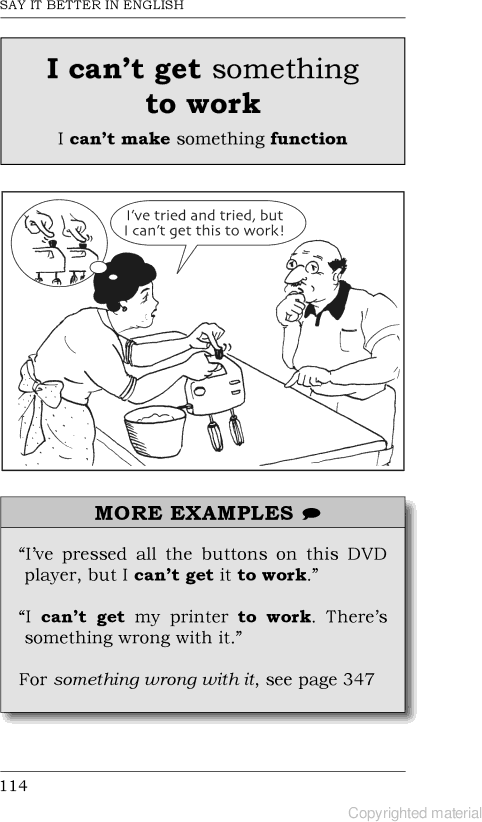 SAY IT BETTER IN ENGLISH
I can't get something
to work
I can't make something function
I've tried and tried, but
I can't get this to work!
MORE EXAMPLES
“I've pressed all the buttons on this DVD
player, but I can't get it to work.”
“I can't get my printer to work. There's
something wrong with it.”
For something wrong with it, see page 347
114
Copyrighted material